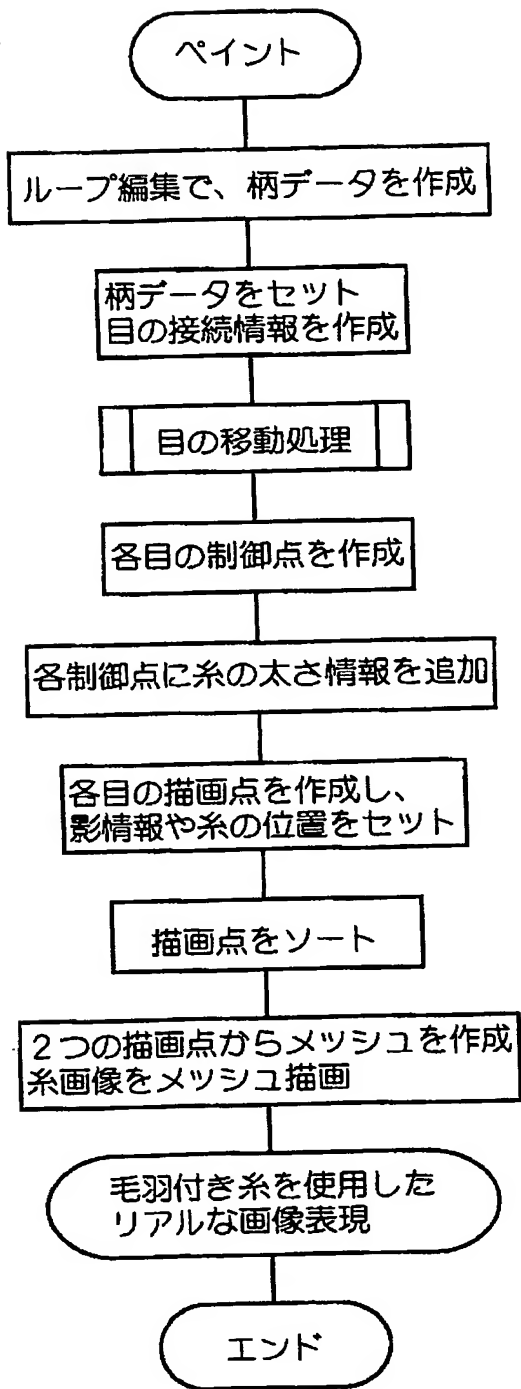 ペイント
ループ編集で、柄データを作成
柄データをセット
目の接続情報を作成
目の移動処理
各目の制御点を作成
各制御点に糸の太さ情報を追加
各目の描画点を作成し、
影情報や糸の位置をセット
描画点をソート
２つの描画点からメッシュを作成
糸画像をメッシュ描画
毛羽付き糸を使用した
リアルな画像表現
エンド